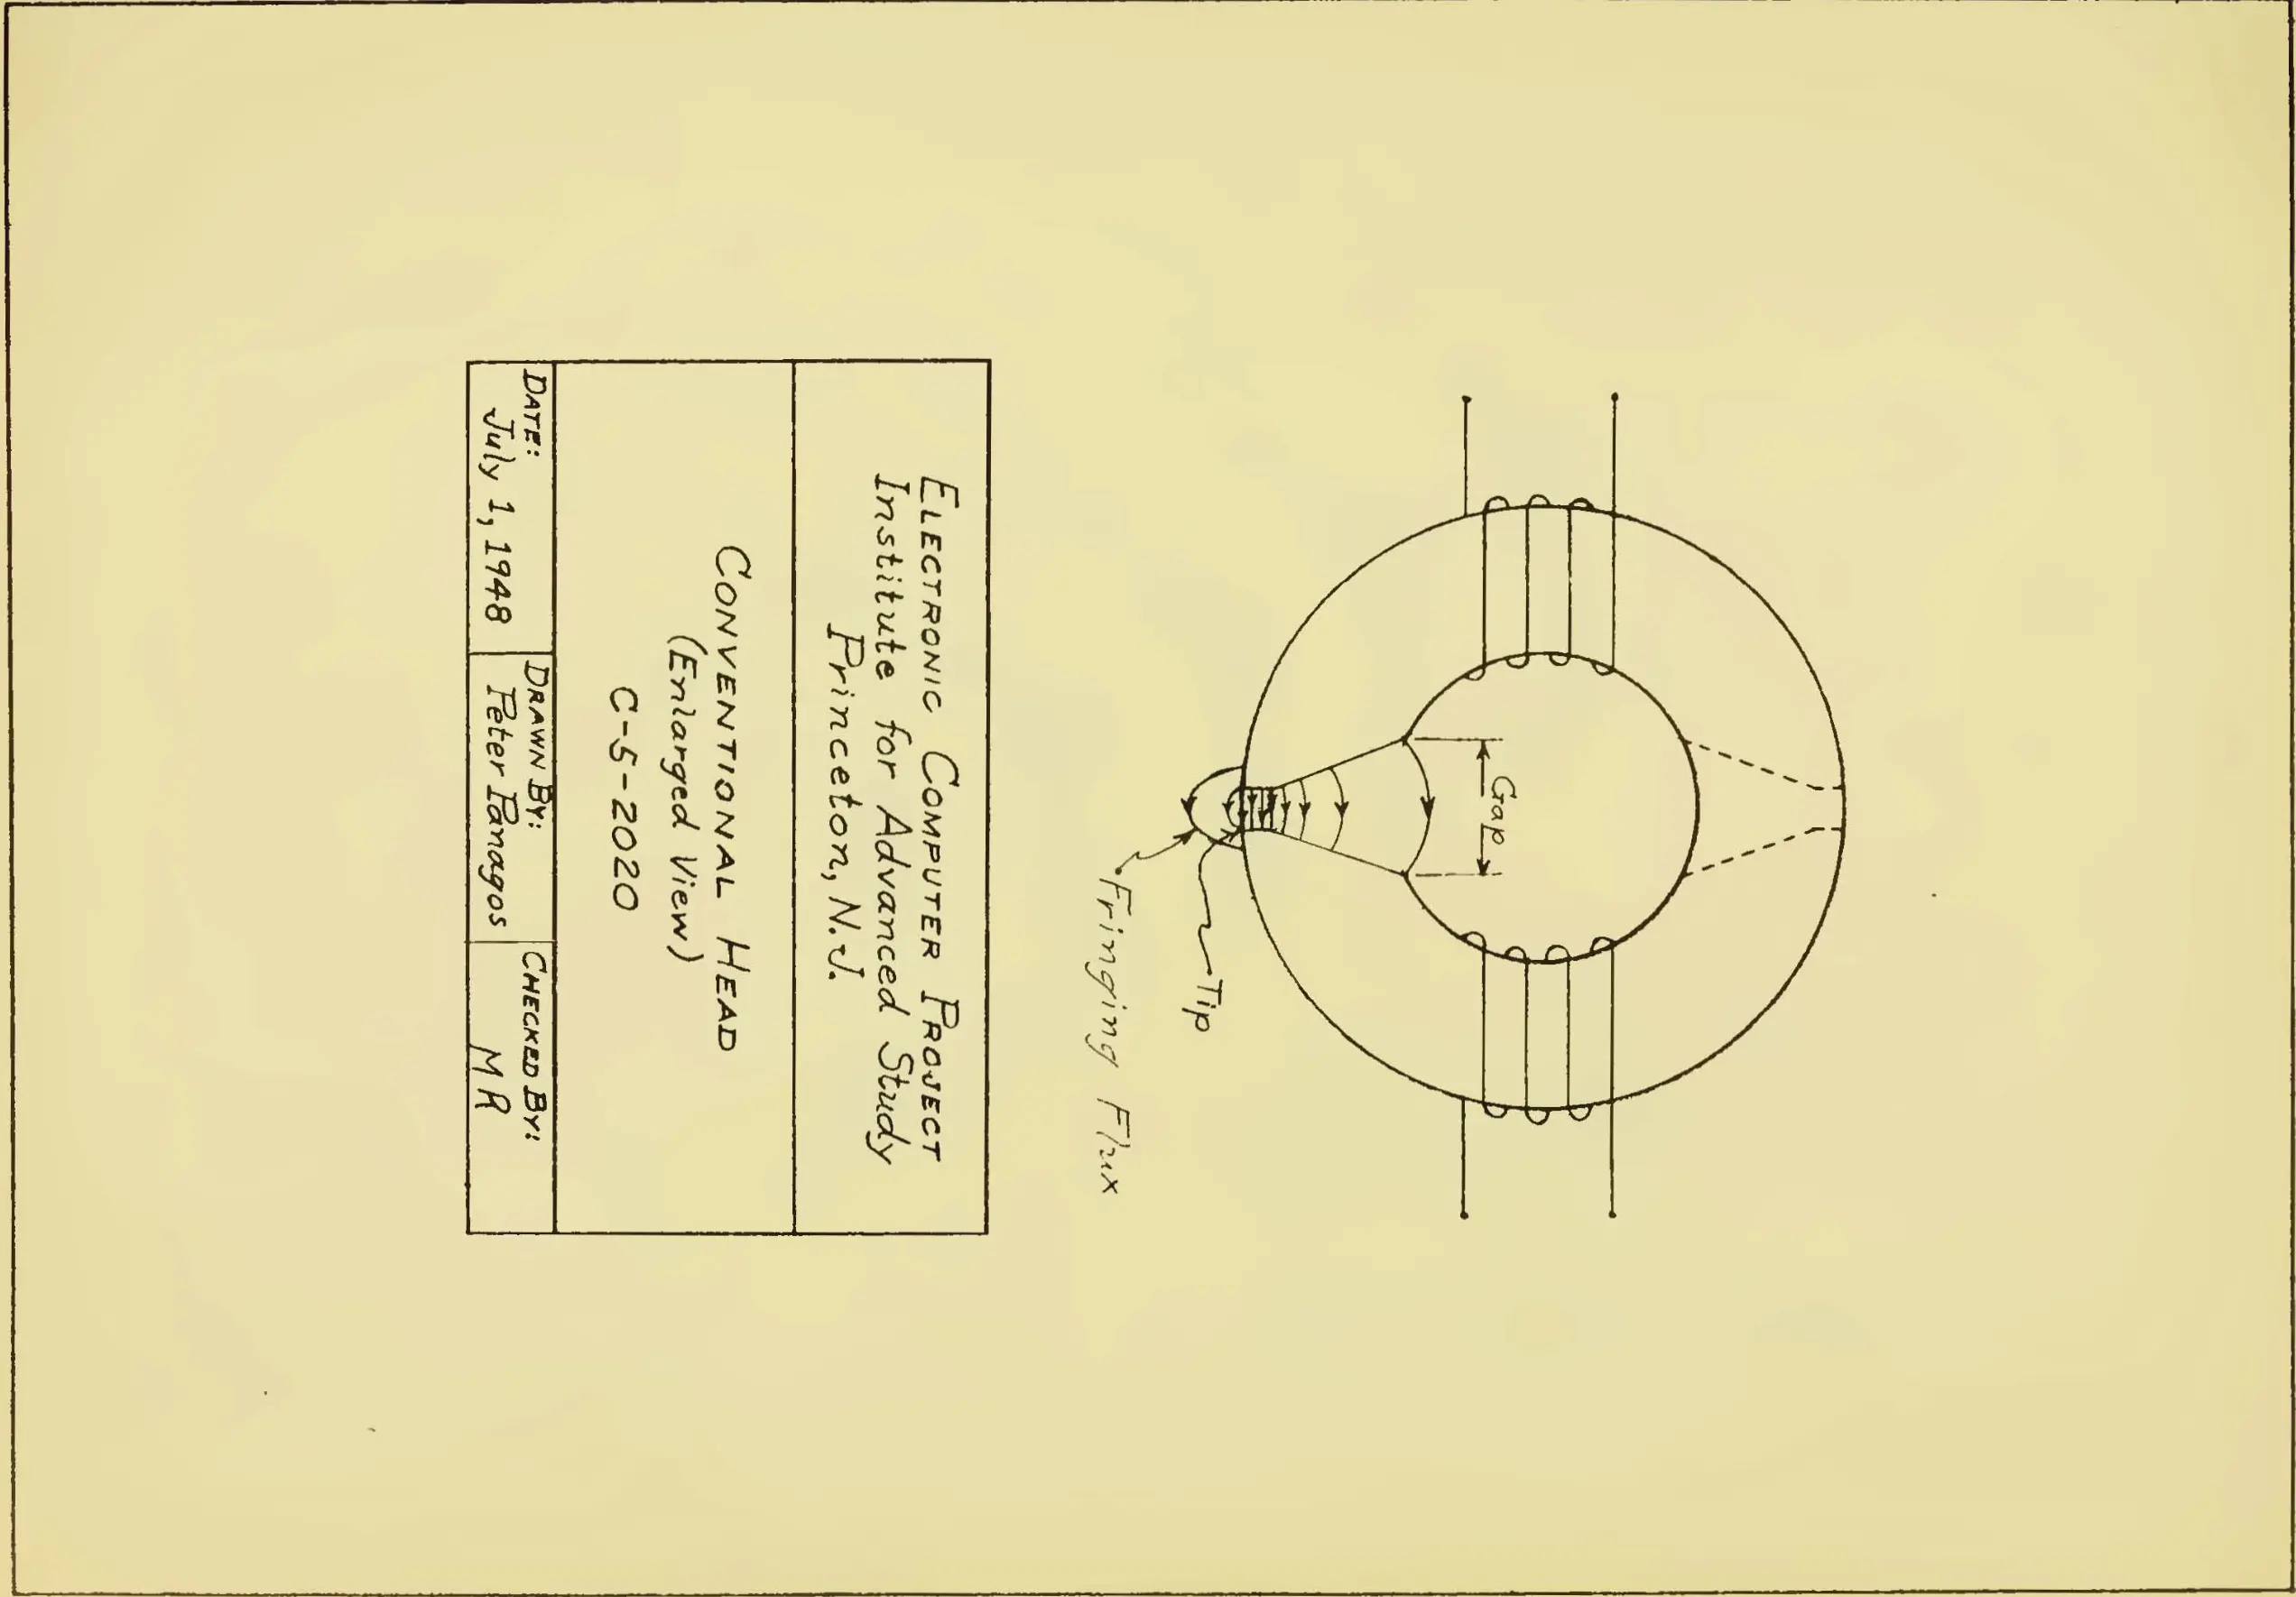 Gap
Tip
Fringing Flux
ELECTRONIC COMPUTER PROJECT
Institute for Advanced Study
Princeton, N.J.
CONVENTIONAL HEAD
(Enlarged View)
C-5-2020
DATE:
July 1, 1948
DRAWN BY:
Peter Panagos
CHECKED BY:
MR